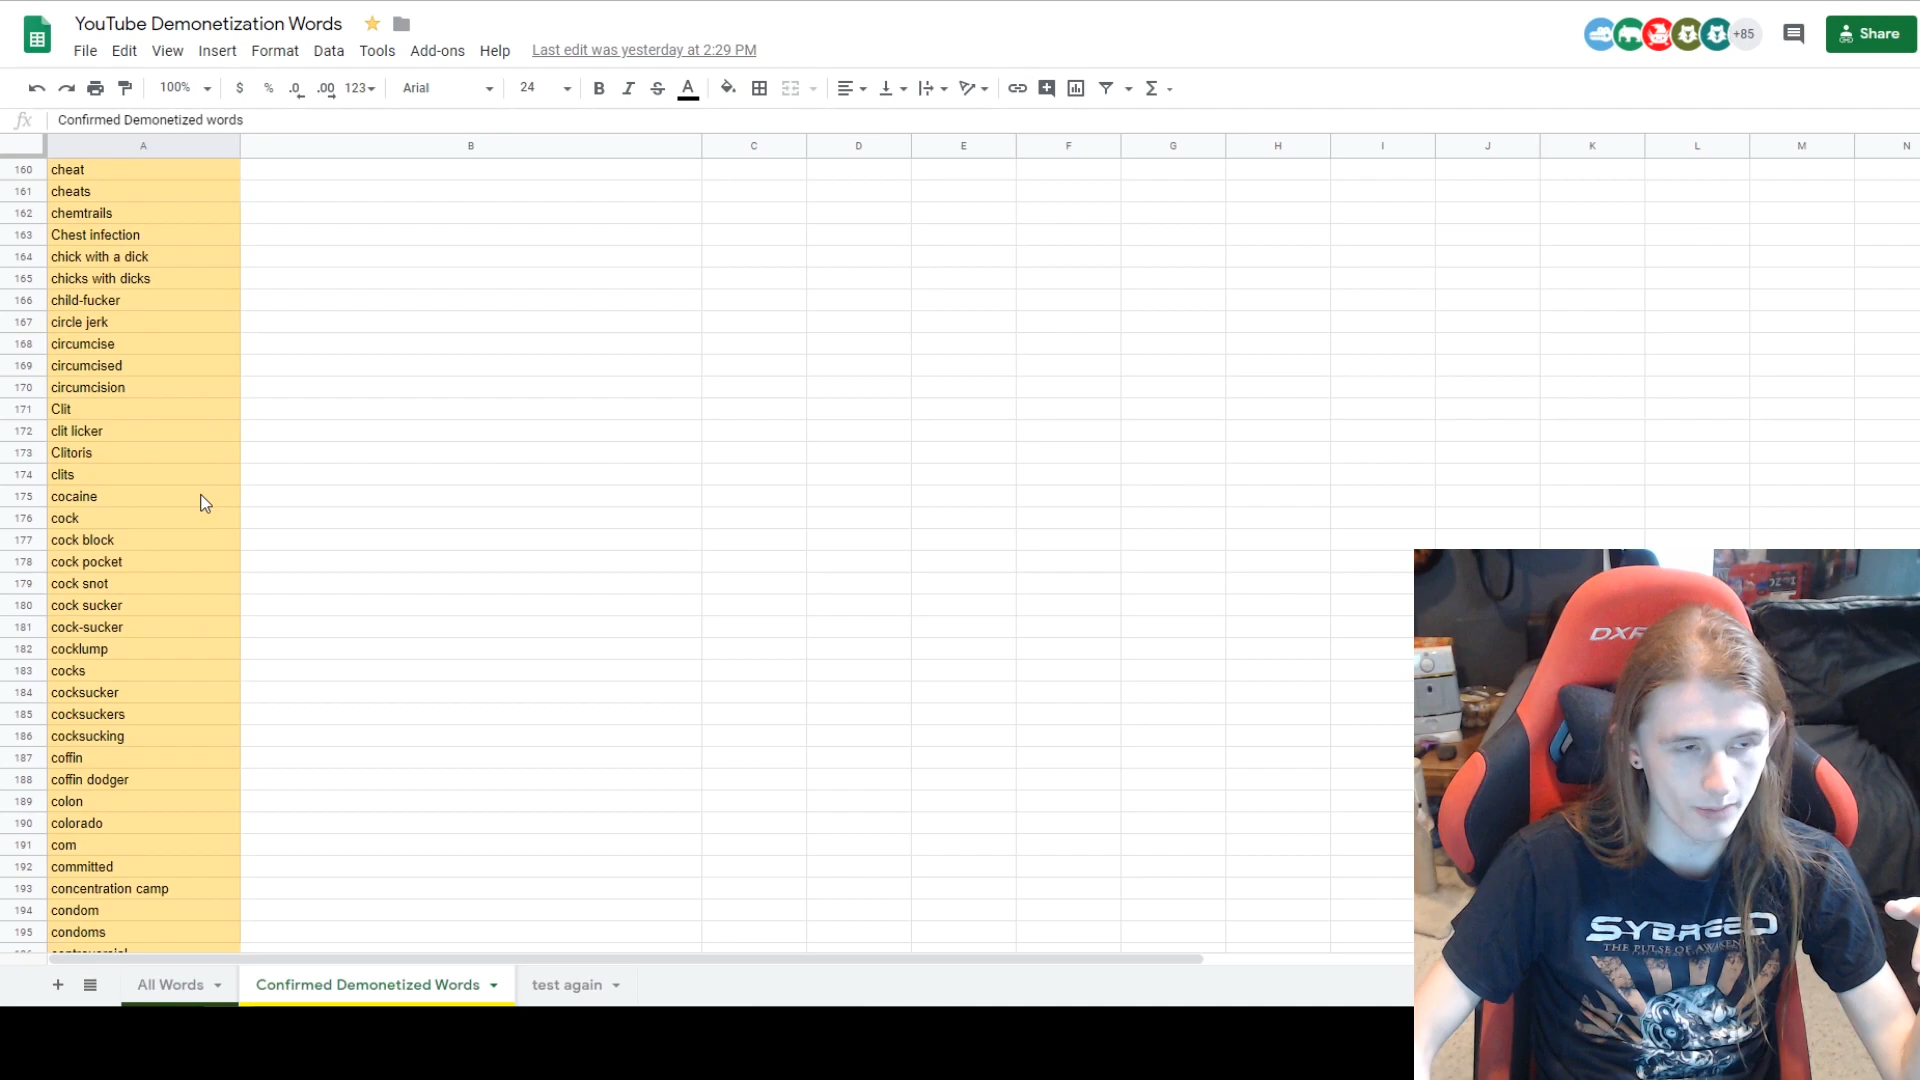 YouTube Demonetization Words
File Edit View Insert Format Data Tools Add-ons Help Last edit was yesterday at 2:29 PM
+85
Share
100% $ % .0 .00 123 Arial 24 B I S A
fx Confirmed Demonetized words
A B C D E F G H I J K L M N
160 cheat
161 cheats
162 chemtrails
163 Chest infection
164 chick with a dick
165 chicks with dicks
166 child-fucker
167 circle jerk
168 circumcise
169 circumcised
170 circumcision
171 Clit
172 clit licker
173 Clitoris
174 clits
175 cocaine
176 cock
177 cock block
178 cock pocket
179 cock snot
180 cock sucker
181 cock-sucker
182 cocklump
183 cocks
184 cocksucker
185 cocksuckers
186 cocksucking
187 coffin
188 coffin dodger
189 colon
190 colorado
191 com
192 committed
193 concentration camp
194 condom
195 condoms
All Words Confirmed Demonetized Words test again
DXR
SYBREED
THE PULSE OF AWAKENING